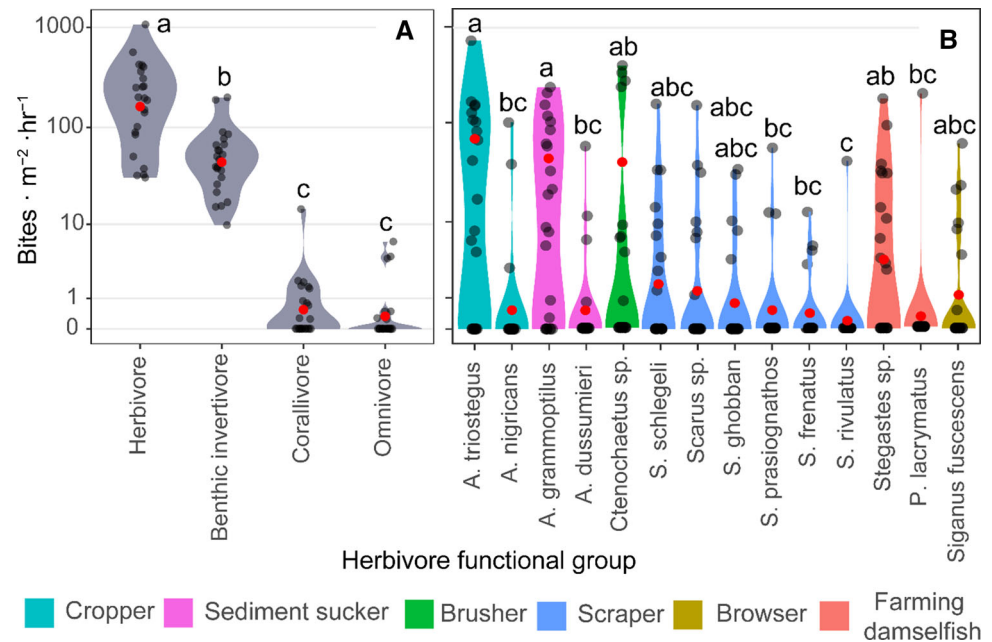 Bites · m⁻² · hr⁻¹
1000
100
10
1
0
A
a
b
c
c
Herbivore
Benthic invertivore
Corallivore
Omnivore
B
a
bc
a
bc
ab
abc
abc
abc
bc
bc
c
ab
bc
abc
A. triostegus
A. nigricans
A. grammoptilus
A. dussumieri
Ctenochaetus sp.
S. schlegeli
Scarus sp.
S. ghobban
S. prasiognathos
S. frenatus
S. rivulatus
Stegastes sp.
P. lacrymatus
Siganus fuscescens
Herbivore functional group
Cropper
Sediment sucker
Brusher
Scraper
Browser
Farming
damselfish